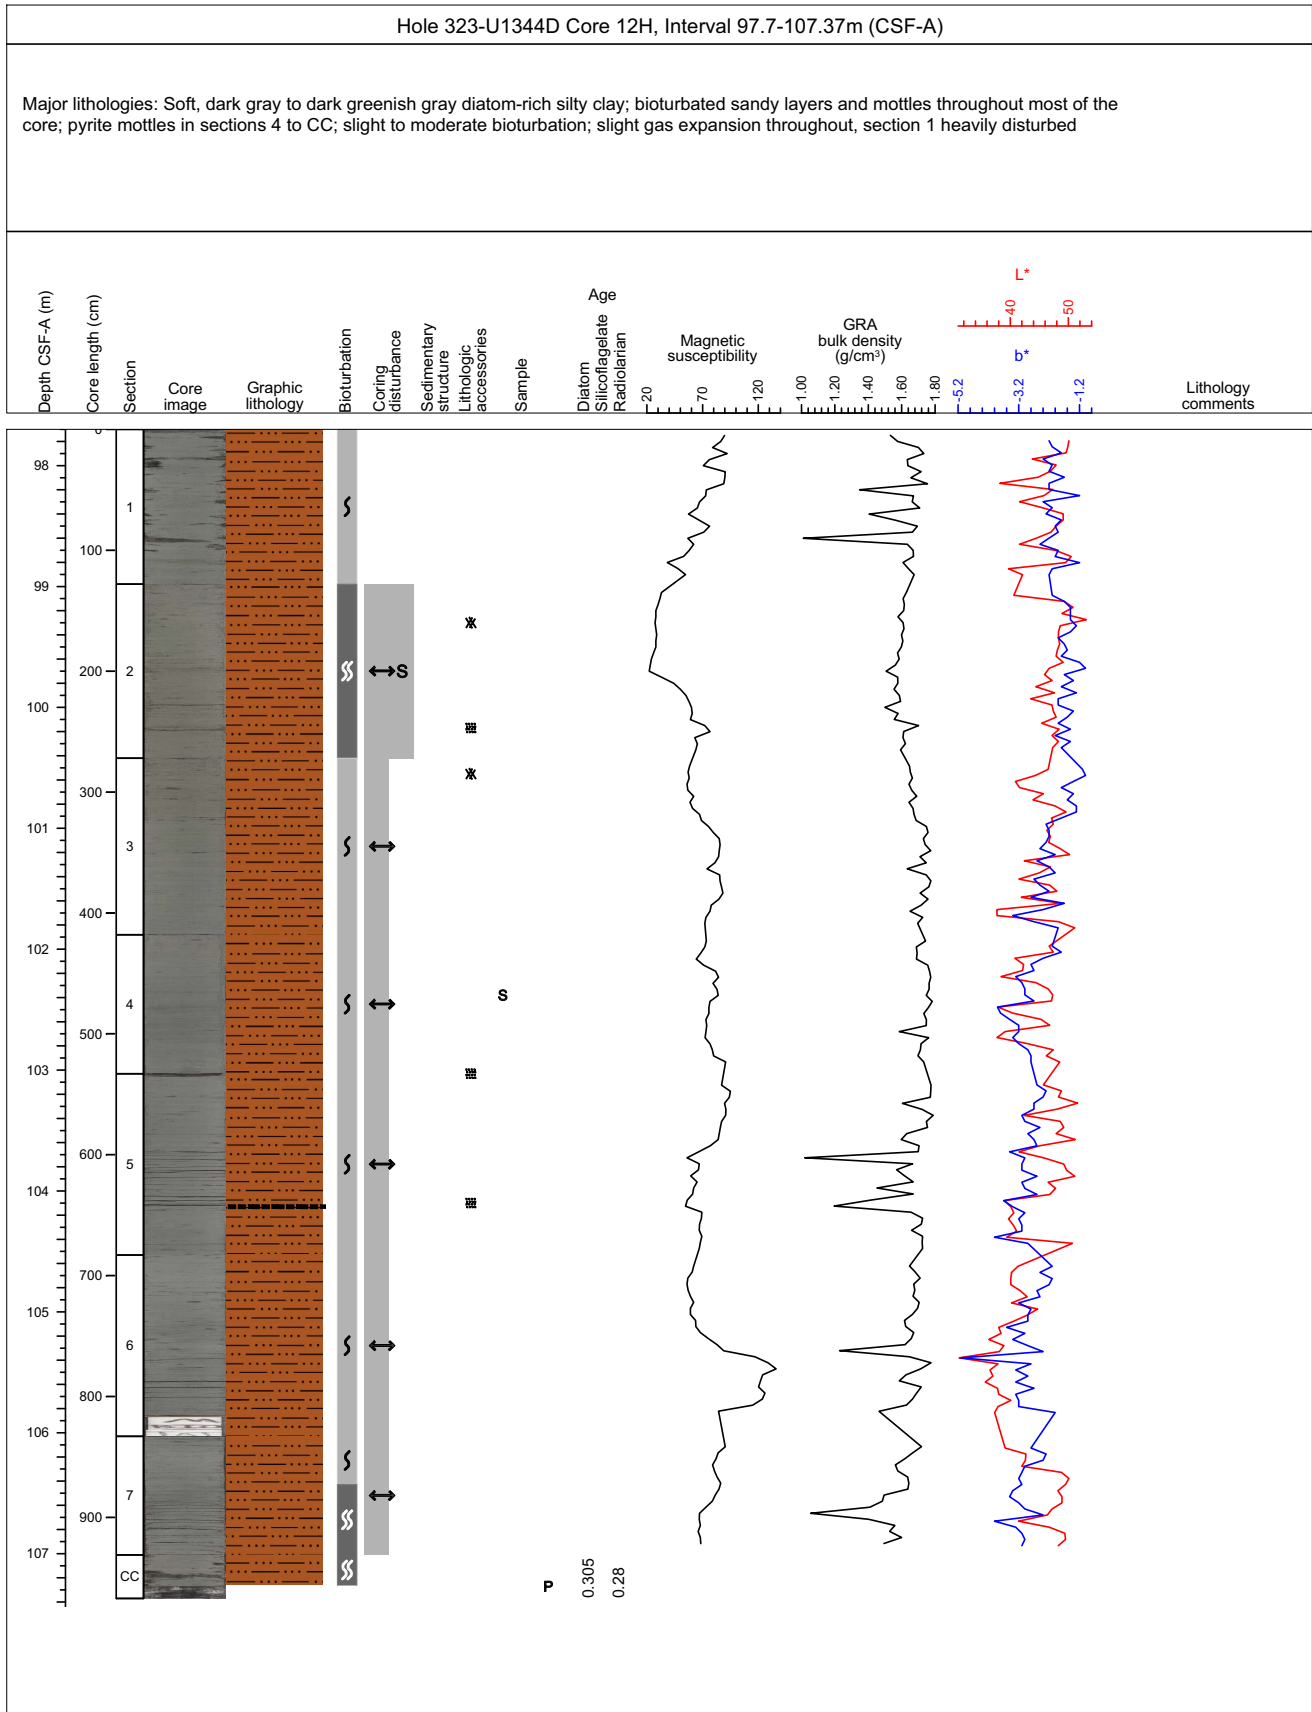 Hole 323-U1344D Core 12H, Interval 97.7-107.37m (CSF-A)
Major lithologies: Soft, dark gray to dark greenish gray diatom-rich silty clay; bioturbated sandy layers and mottles throughout most of the
core; pyrite mottles in sections 4 to CC; slight to moderate bioturbation; slight gas expansion throughout, section 1 heavily disturbed
Depth CSF-A (m)
Core length (cm)
Section
Core
image
Graphic
lithology
Bioturbation
Coring
disturbance
Sedimentary
structure
Lithologic
accessories
Sample
Age
Diatom
Silicoflagelate
Radiolarian
Magnetic
susceptibility
20
70
120
GRA
bulk density
(g/cm³)
1.00
1.20
1.40
1.60
1.80
L*
40
50
b*
-5.2
-3.2
-1.2
Lithology
comments
98
99
100
101
102
103
104
105
106
107
0
100
200
300
400
500
600
700
800
900
1
2
3
4
5
6
7
CC
S
S
P
0.305
0.28